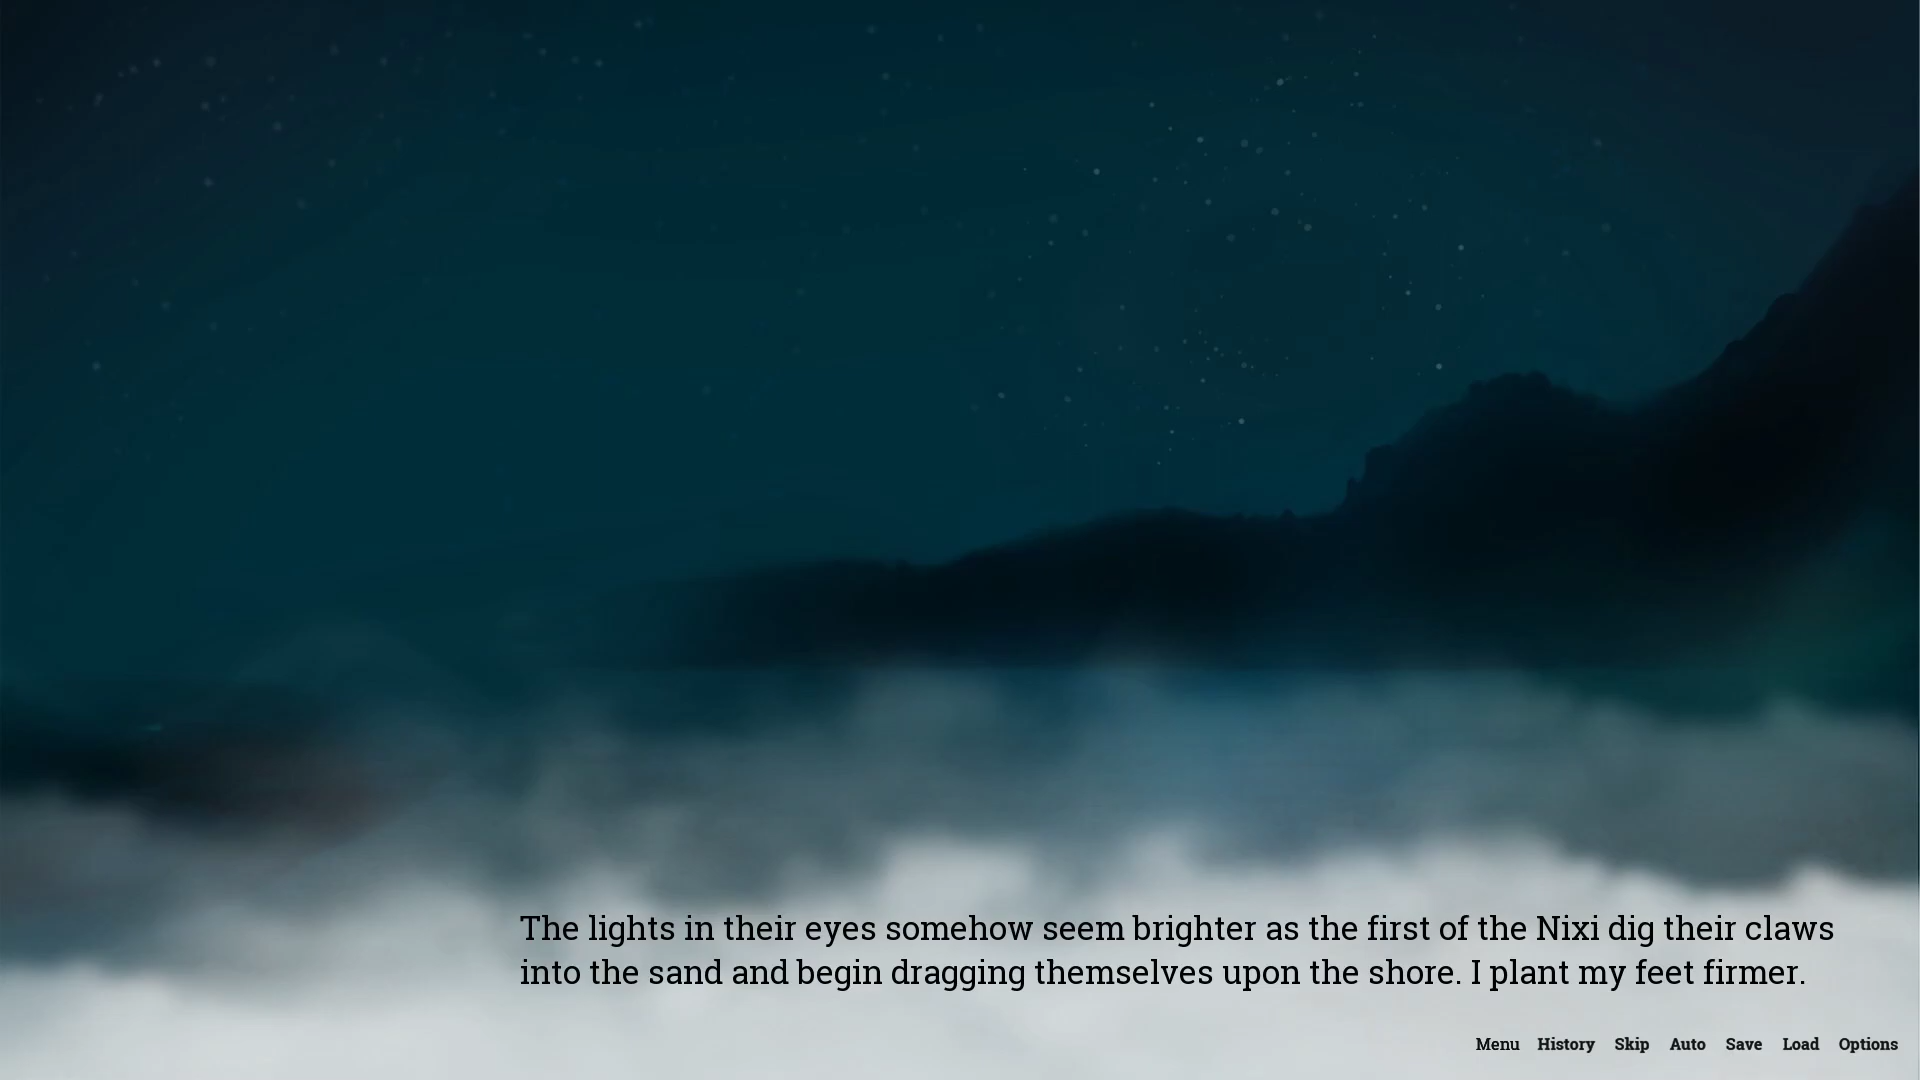 The lights in their eyes somehow seem brighter as the first of the Nixi dig their claws
into the sand and begin dragging themselves upon the shore. I plant my feet firmer.
Menu History Skip Auto Save Load Options